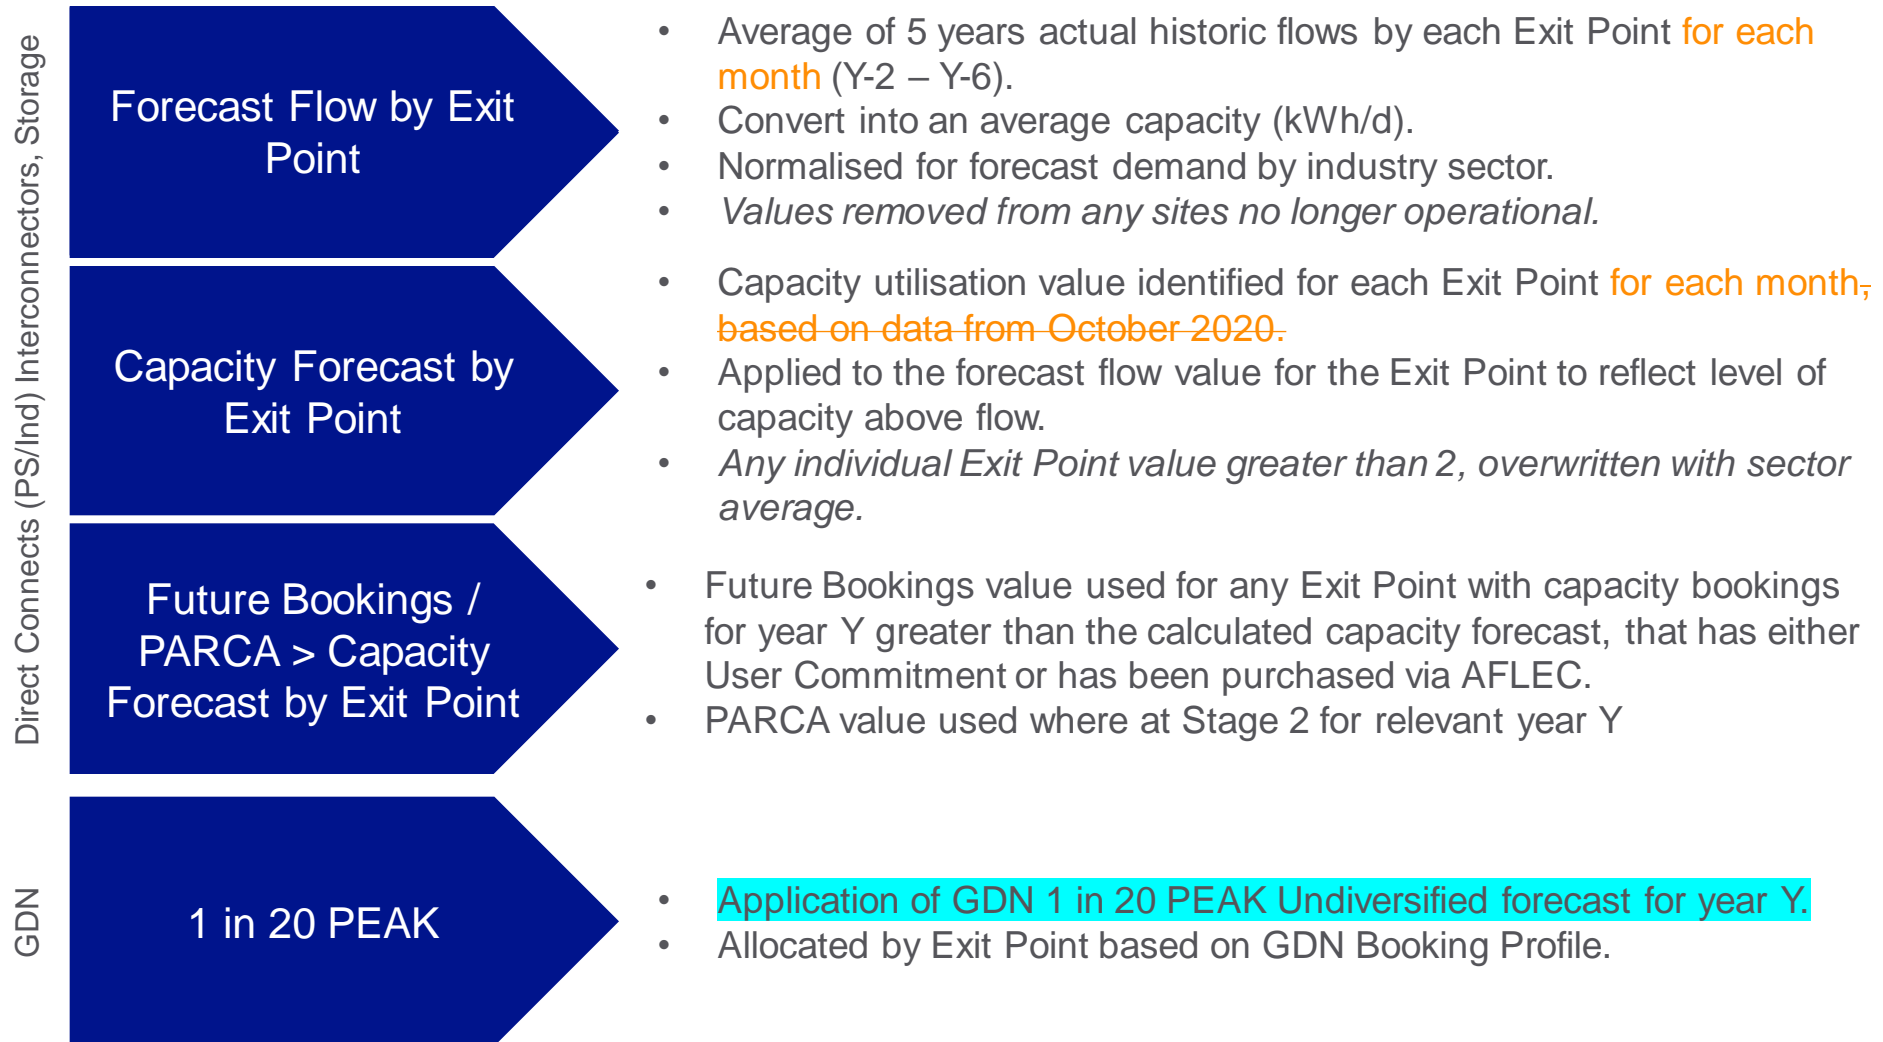 Direct Connects (PS/Ind) Interconnectors, Storage
Forecast Flow by Exit
Point
• Average of 5 years actual historic flows by each Exit Point for each
month (Y-2 – Y-6).
• Convert into an average capacity (kWh/d).
• Normalised for forecast demand by industry sector.
• Values removed from any sites no longer operational.
Capacity Forecast by
Exit Point
• Capacity utilisation value identified for each Exit Point for each month,
based on data from October 2020.
• Applied to the forecast flow value for the Exit Point to reflect level of
capacity above flow.
• Any individual Exit Point value greater than 2, overwritten with sector
average.
Future Bookings /
PARCA > Capacity
Forecast by Exit Point
• Future Bookings value used for any Exit Point with capacity bookings
for year Y greater than the calculated capacity forecast, that has either
User Commitment or has been purchased via AFLEC.
• PARCA value used where at Stage 2 for relevant year Y
GDN
1 in 20 PEAK
• Application of GDN 1 in 20 PEAK Undiversified forecast for year Y.
• Allocated by Exit Point based on GDN Booking Profile.